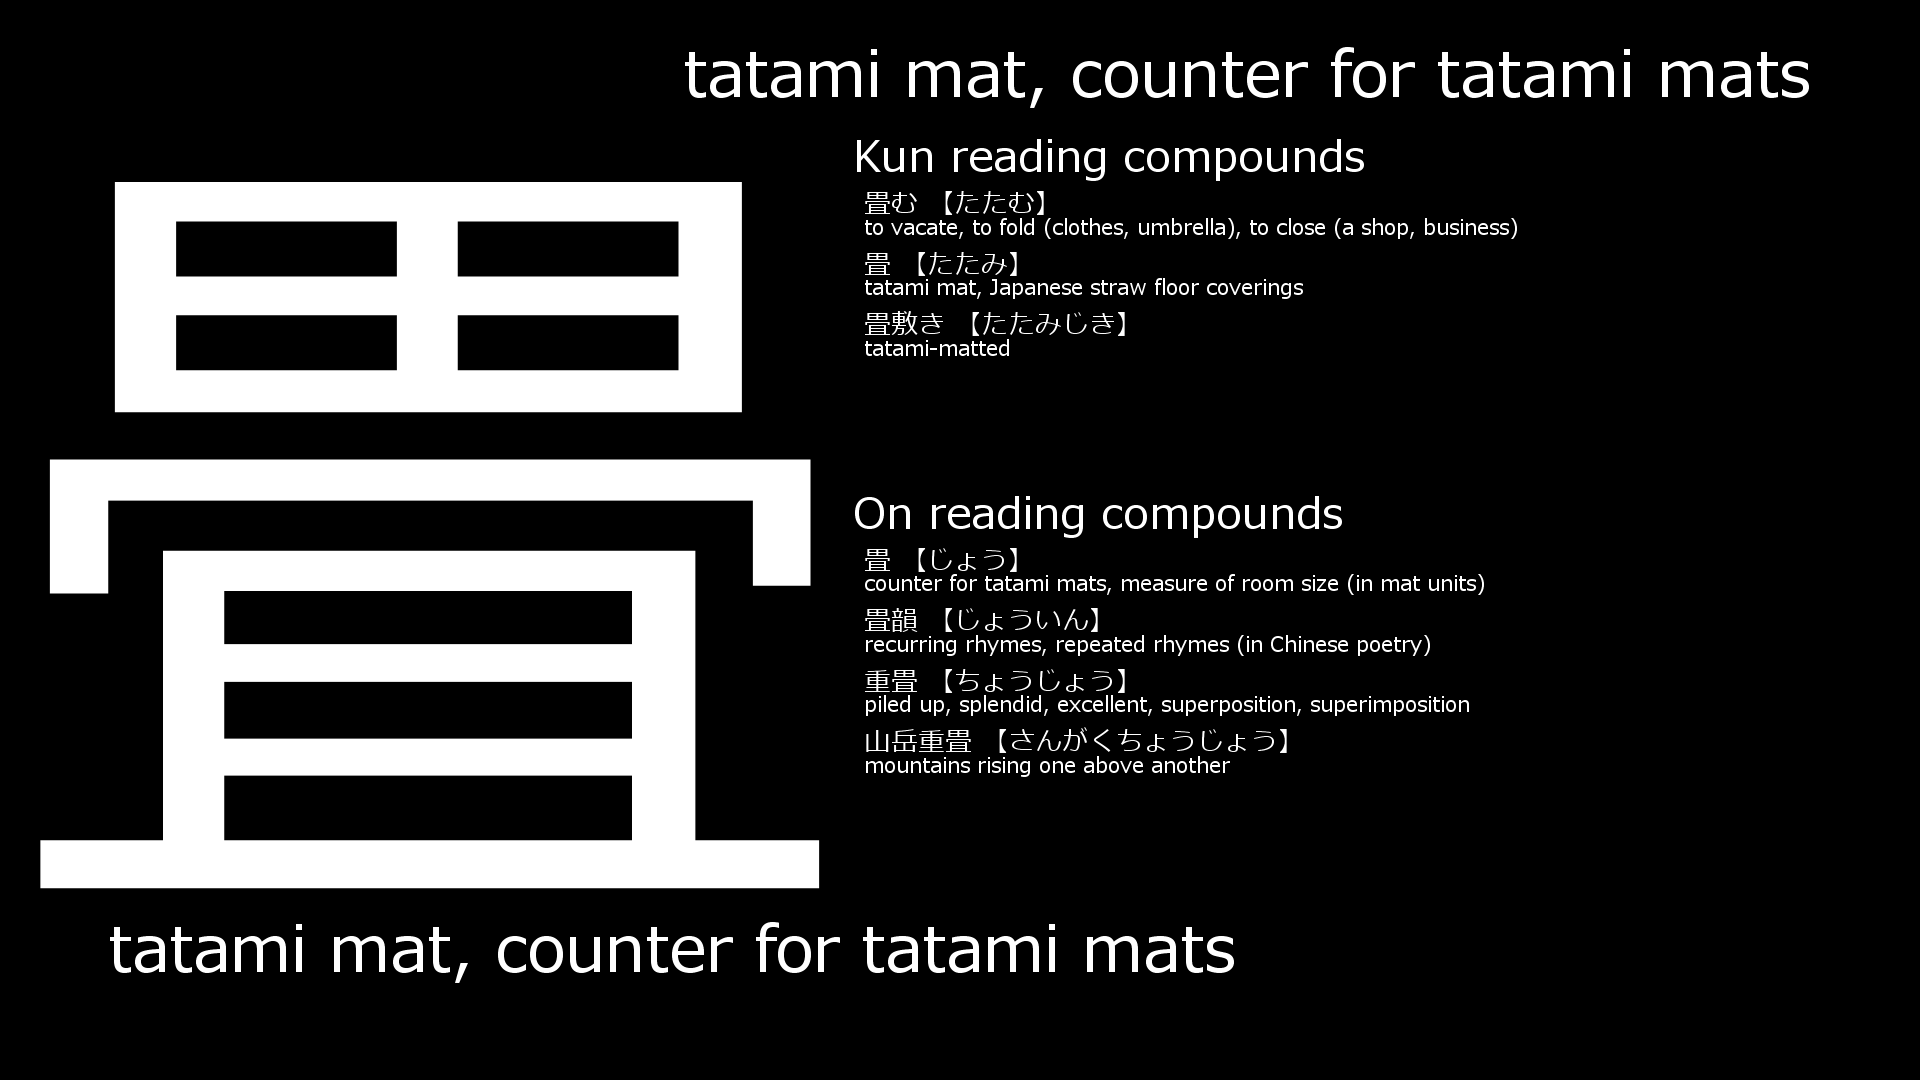 tatami mat, counter for tatami mats
畳
Kun reading compounds
畳む 【たたむ】
to vacate, to fold (clothes, umbrella), to close (a shop, business)
畳 【たたみ】
tatami mat, Japanese straw floor coverings
畳敷き 【たたみじき】
tatami-matted
On reading compounds
畳 【じょう】
counter for tatami mats, measure of room size (in mat units)
畳韻 【じょういん】
recurring rhymes, repeated rhymes (in Chinese poetry)
重畳 【ちょうじょう】
piled up, splendid, excellent, superposition, superimposition
山岳重畳 【さんがくちょうじょう】
mountains rising one above another
tatami mat, counter for tatami mats